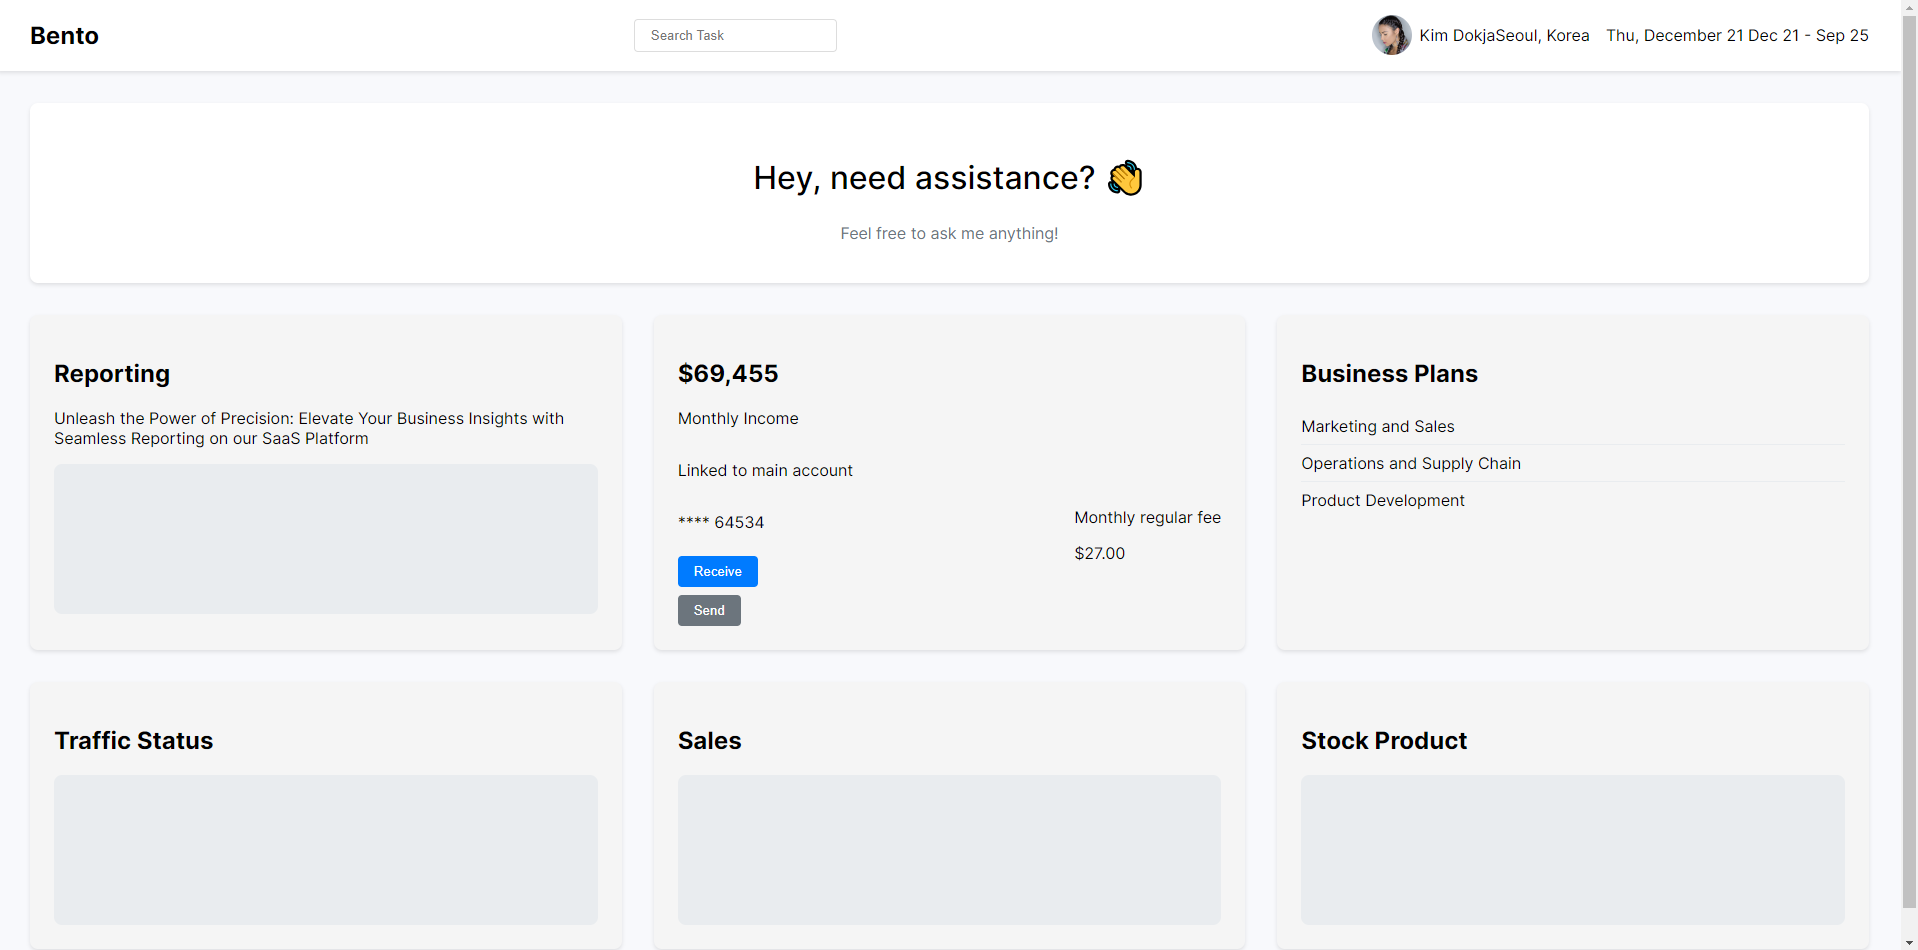 Bento
Search Task
Kim DokjaSeoul, Korea
Thu, December 21 Dec 21 - Sep 25
Hey, need assistance? 👋
Feel free to ask me anything!
Reporting
Unleash the Power of Precision: Elevate Your Business Insights with
Seamless Reporting on our SaaS Platform
$69,455
Monthly Income
Linked to main account
**** 64534
Monthly regular fee
$27.00
Receive
Send
Business Plans
Marketing and Sales
Operations and Supply Chain
Product Development
Traffic Status
Sales
Stock Product